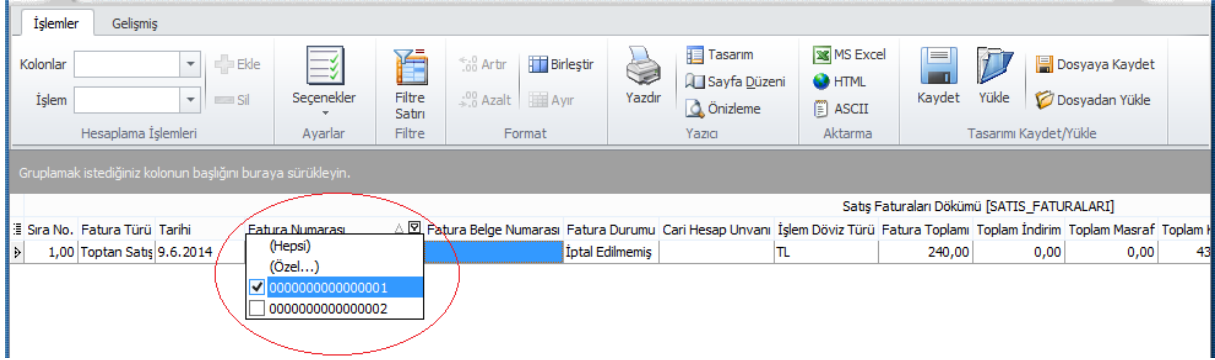 İşlemler Gelişmiş
Kolonlar Ekle Artır Birleştir Tasarım MS Excel Dosyaya Kaydet
Sayfa Düzeni HTML
İşlem Sil Seçenekler Filtre Satırı Azalt Ayır Yazdır Önizleme ASCII Kaydet Yükle Dosyadan Yükle
Hesaplama İşlemleri Ayarlar Filtre Format Yazıcı Aktarma Tasarımı Kaydet/Yükle
Gruplamak istediğiniz kolonun başlığını buraya sürükleyin.
Satış Faturaları Dökümü [SATIS_FATURALARI]
Sıra No. Fatura Türü Tarihi Fatura Numarası Fatura Belge Numarası Fatura Durumu Cari Hesap Unvanı İşlem Döviz Türü Fatura Toplamı Toplam İndirim Toplam Masraf Toplam
1,00 Toptan Satış 9.6.2014 İptal Edilmemiş TL 240,00 0,00 0,00 43
(Hepsi)
(Özel...)
0000000000000001
0000000000000002